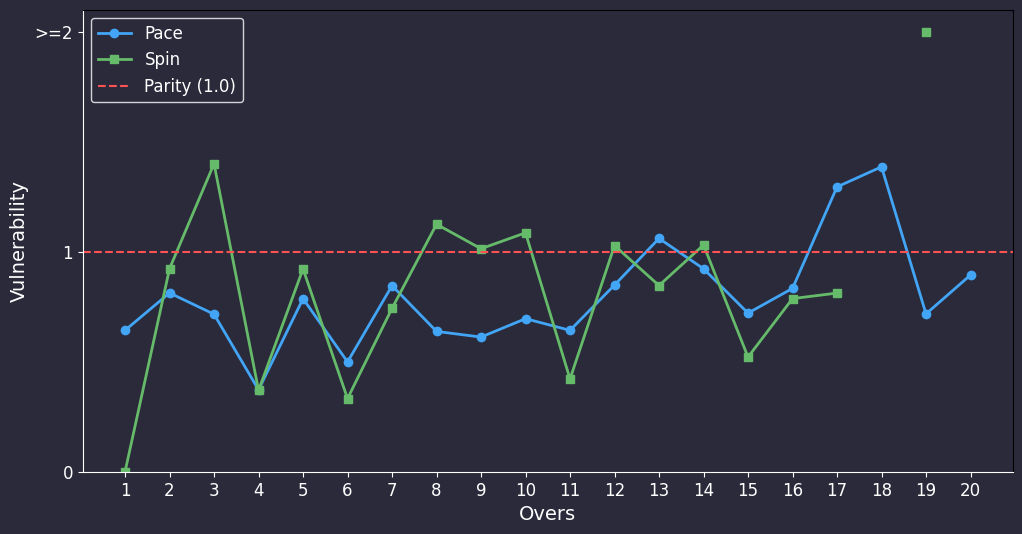 >=2
1
0
Vulnerability
Pace
Spin
Parity (1.0)
1 2 3 4 5 6 7 8 9 10 11 12 13 14 15 16 17 18 19 20
Overs